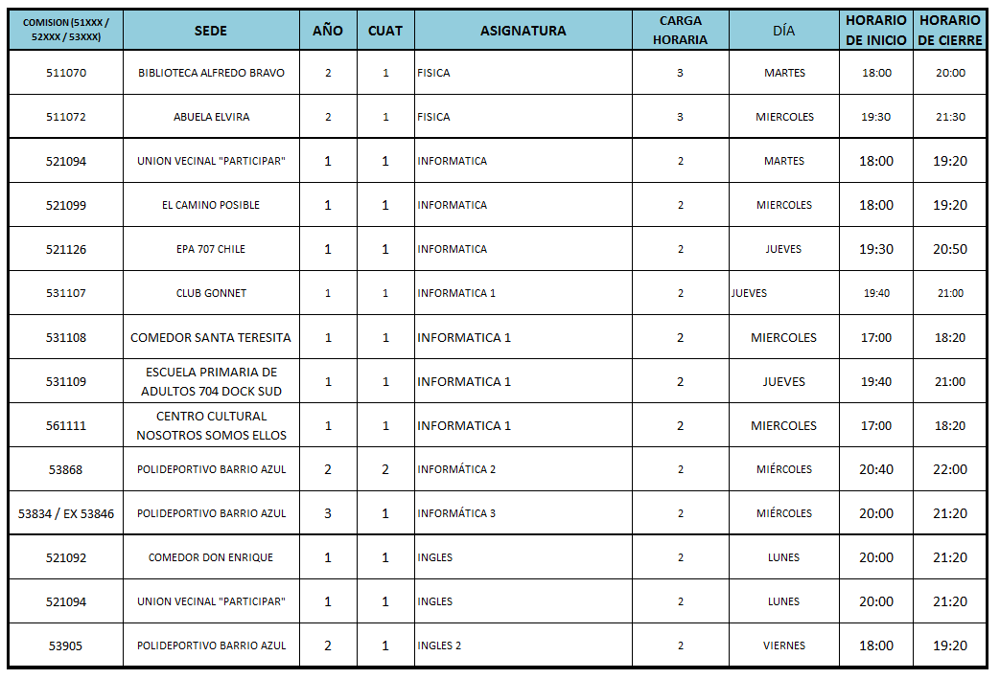 COMISION (51XXX / 52XXX / 53XXX) SEDE AÑO CUAT ASIGNATURA CARGA HORARIA DÍA HORARIO DE INICIO HORARIO DE CIERRE
511070 BIBLIOTECA ALFREDO BRAVO 2 1 FISICA 3 MARTES 18:00 20:00
511072 ABUELA ELVIRA 2 1 FISICA 3 MIERCOLES 19:30 21:30
521094 UNION VECINAL "PARTICIPAR" 1 1 INFORMATICA 2 MARTES 18:00 19:20
521099 EL CAMINO POSIBLE 1 1 INFORMATICA 2 MIERCOLES 18:00 19:20
521126 EPA 707 CHILE 1 1 INFORMATICA 2 JUEVES 19:30 20:50
531107 CLUB GONNET 1 1 INFORMATICA 1 2 JUEVES 19:40 21:00
531108 COMEDOR SANTA TERESITA 1 1 INFORMATICA 1 2 MIERCOLES 17:00 18:20
531109 ESCUELA PRIMARIA DE ADULTOS 704 DOCK SUD 1 1 INFORMATICA 1 2 JUEVES 19:40 21:00
561111 CENTRO CULTURAL NOSOTROS SOMOS ELLOS 1 1 INFORMATICA 1 2 MIERCOLES 17:00 18:20
53868 POLIDEPORTIVO BARRIO AZUL 2 2 INFORMÁTICA 2 2 MIÉRCOLES 20:40 22:00
53834 / EX 53846 POLIDEPORTIVO BARRIO AZUL 3 1 INFORMÁTICA 3 2 MIÉRCOLES 20:00 21:20
521092 COMEDOR DON ENRIQUE 1 1 INGLES 2 LUNES 20:00 21:20
521094 UNION VECINAL "PARTICIPAR" 1 1 INGLES 2 LUNES 20:00 21:20
53905 POLIDEPORTIVO BARRIO AZUL 2 1 INGLES 2 2 VIERNES 18:00 19:20